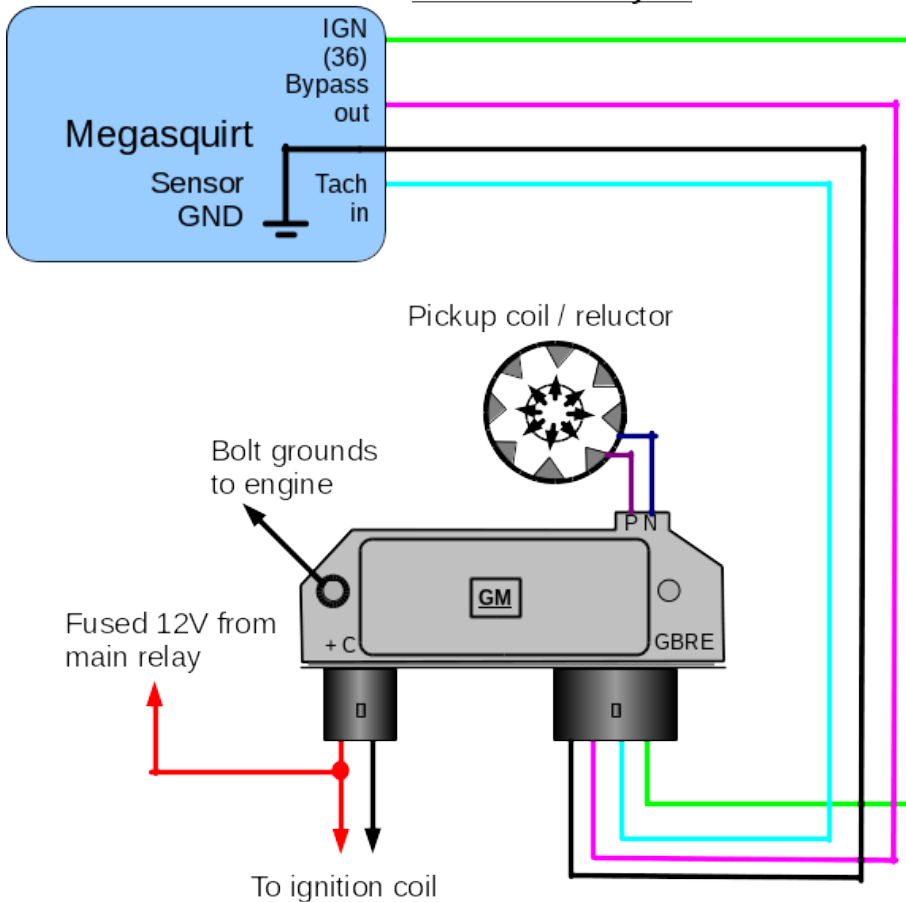 IGN
(36)
Bypass
out
Megasquirt
Sensor
GND
Tach
in
Pickup coil / reluctor
Bolt grounds
to engine
P N
GM
Fused 12V from
main relay
+ C
GBRE
To ignition coil